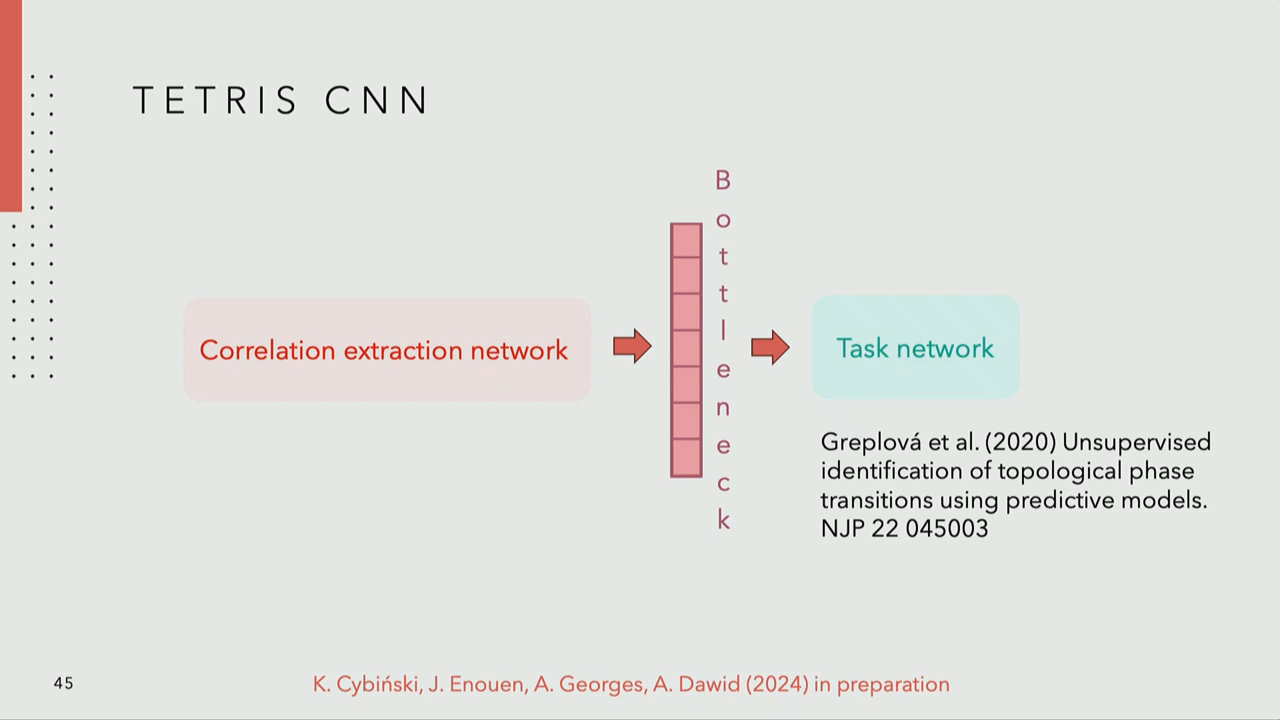 TETRIS CNN
Correlation extraction network
Bottleneck
Task network
Greplová et al. (2020) Unsupervised
identification of topological phase
transitions using predictive models.
NJP 22 045003
45
K. Cybiński, J. Enouen, A. Georges, A. Dawid (2024) in preparation